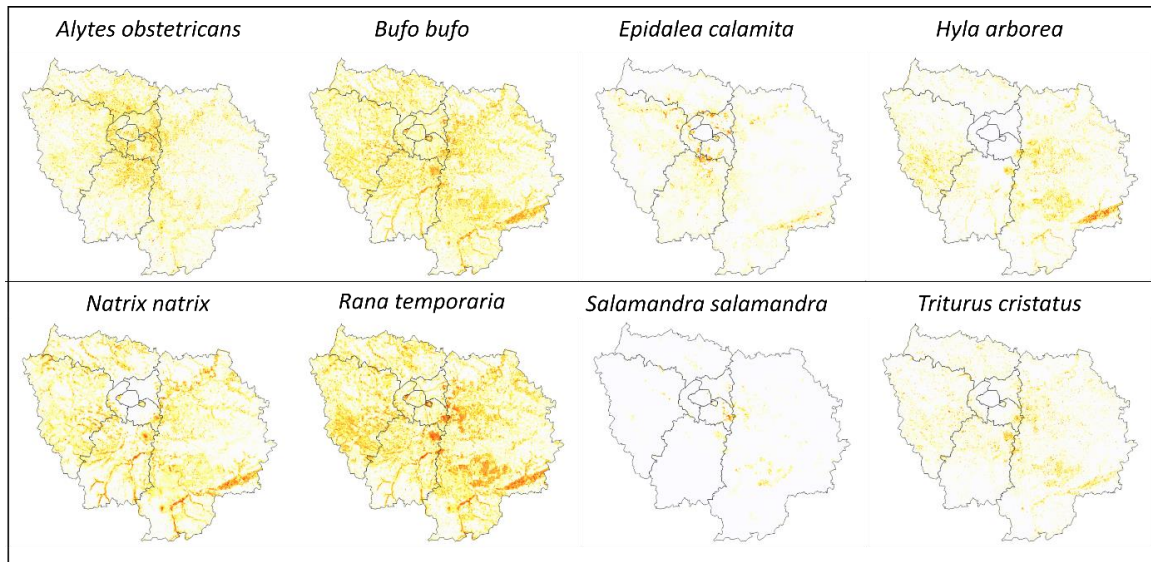 Alytes obstetricans
Bufo bufo
Epidalea calamita
Hyla arborea
Natrix natrix
Rana temporaria
Salamandra salamandra
Triturus cristatus